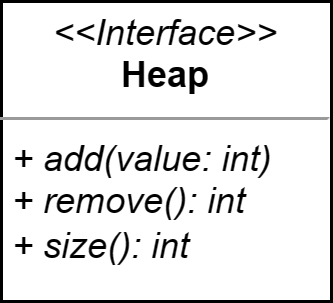 <<Interface>>
Heap
+ add(value: int)
+ remove(): int
+ size(): int